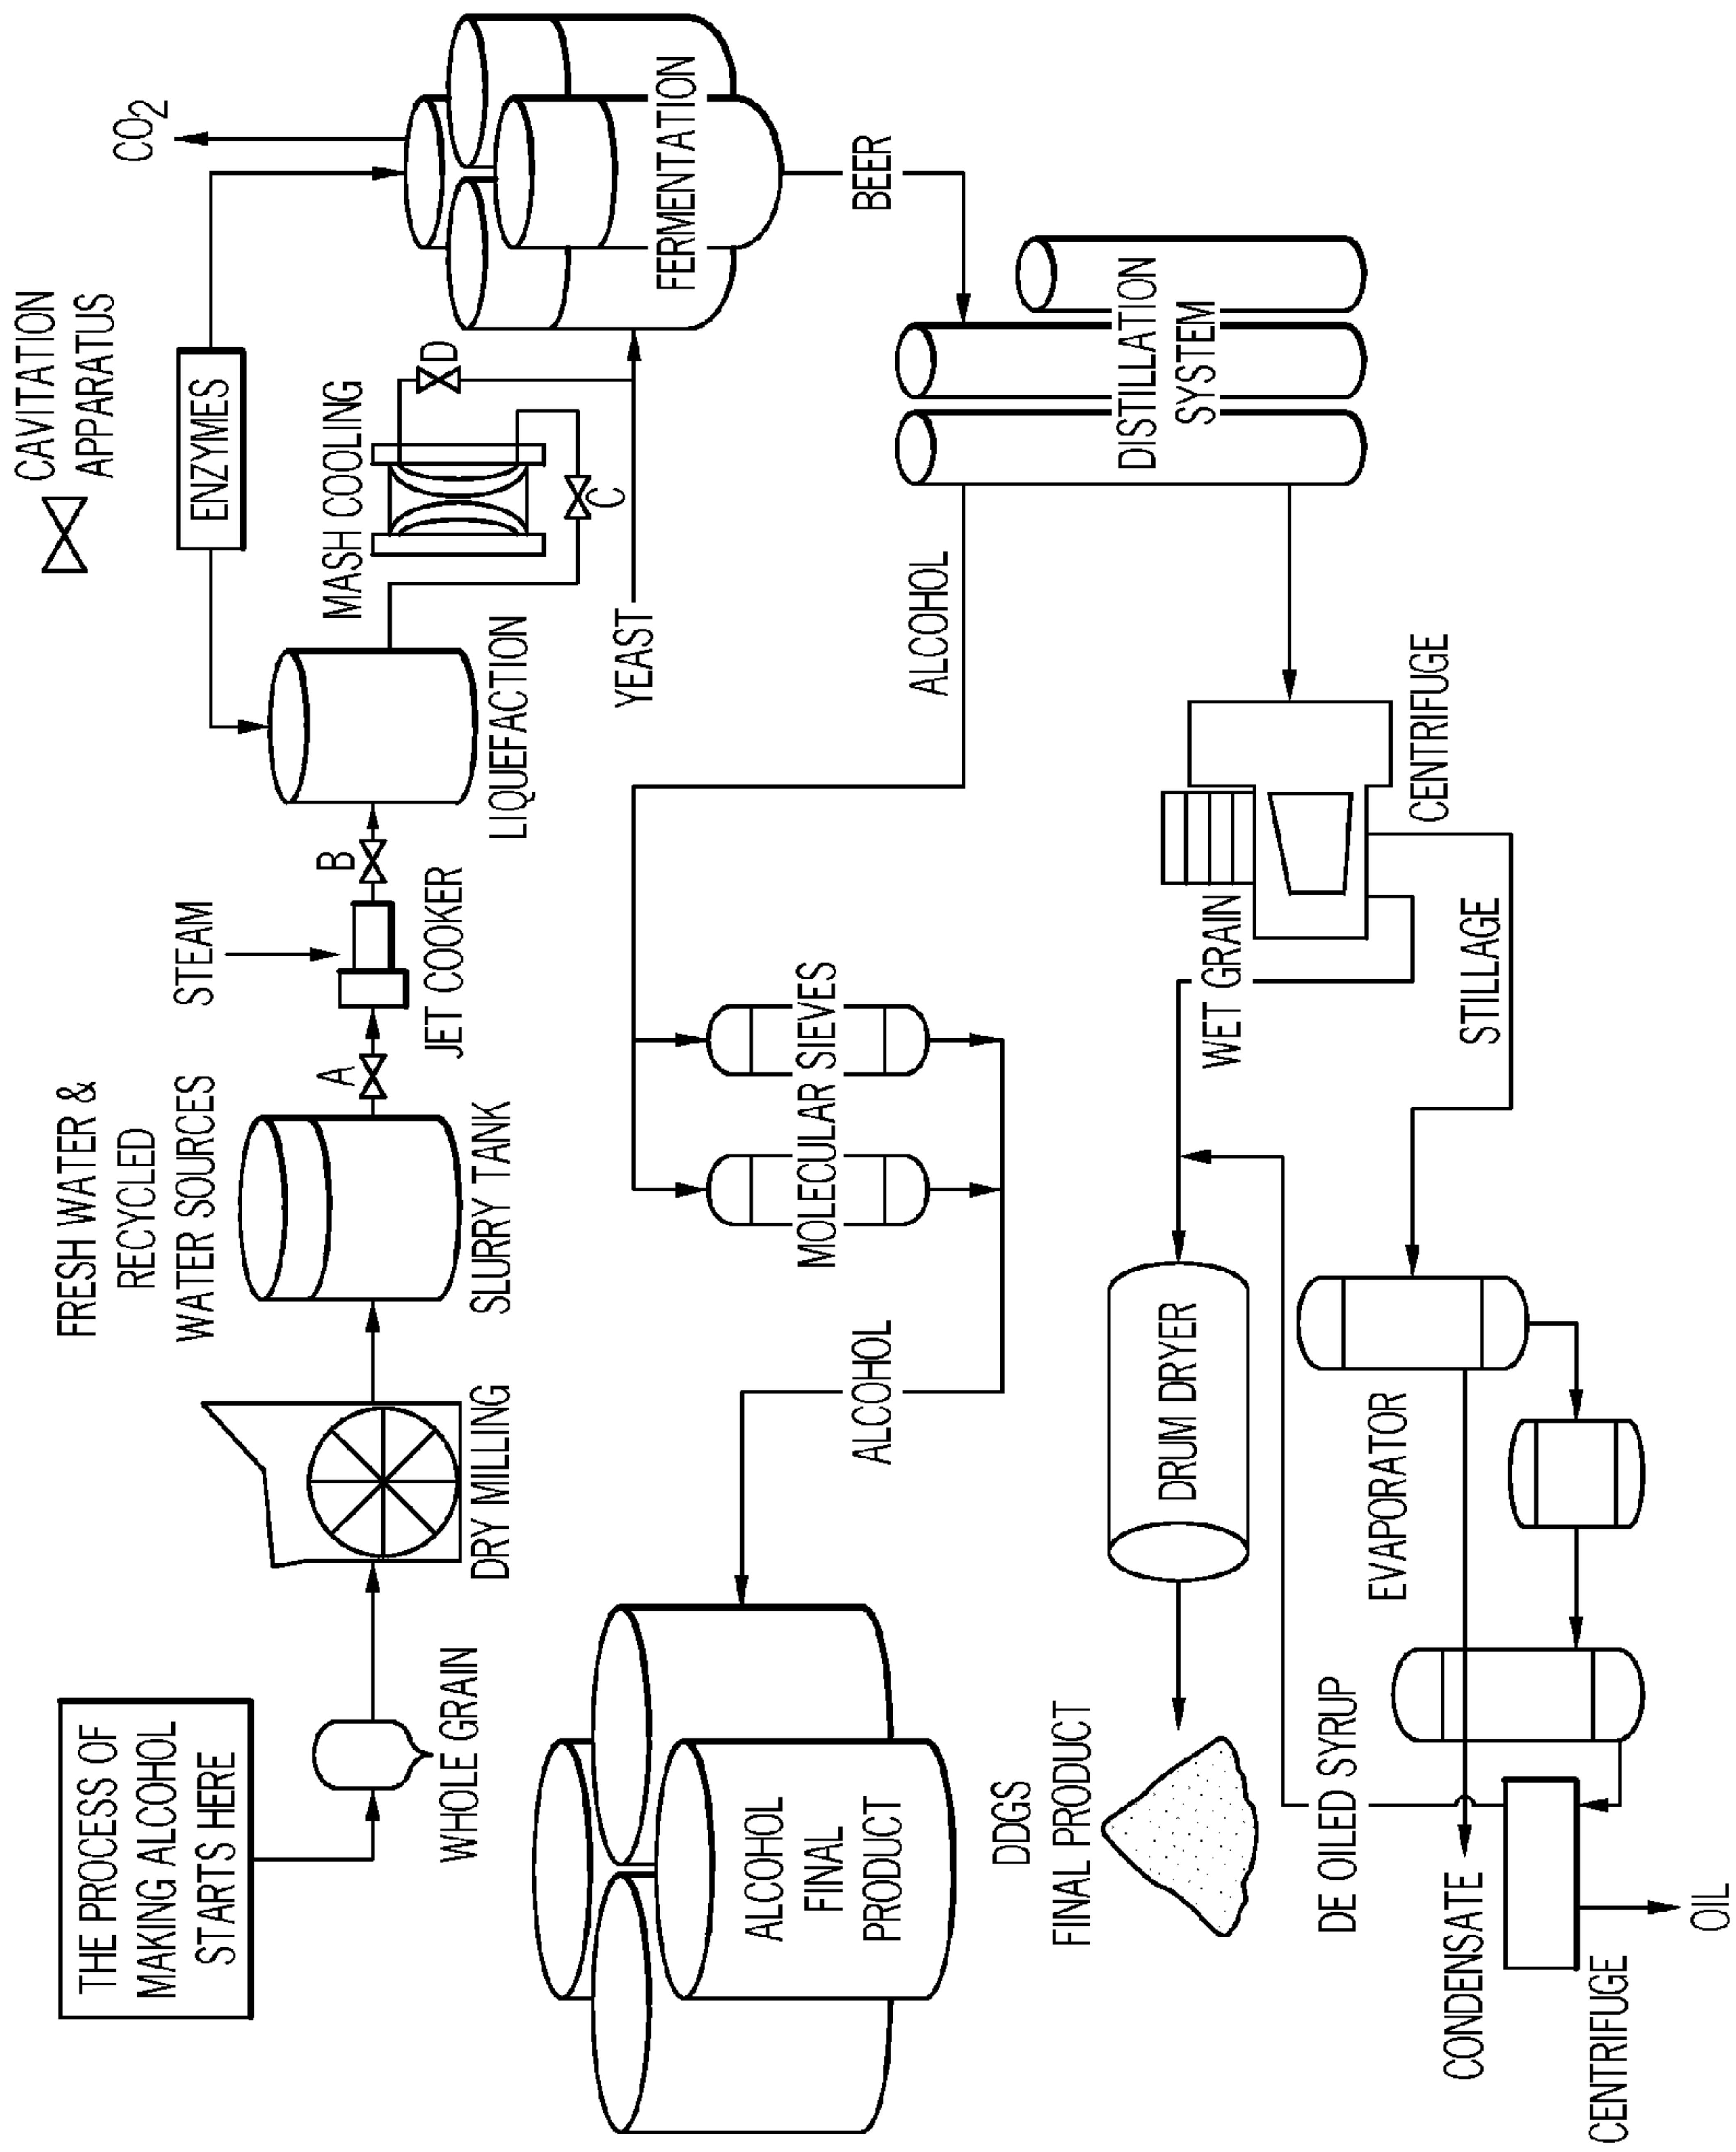 THE PROCESS OF
MAKING ALCOHOL
STARTS HERE
WHOLE GRAIN
DRY MILLING
FRESH WATER &
RECYCLED
WATER SOURCES
SLURRY TANK
A
STEAM
JET COOKER
B
LIQUEFACTION
ENZYMES
CAVITATION
APPARATUS
MASH COOLING
C
D
YEAST
CO2
FERMENTATION
BEER
DISTILLATION
SYSTEM
ALCOHOL
MOLECULAR SIEVES
ALCOHOL
ALCOHOL
FINAL
PRODUCT
CENTRIFUGE
WET GRAIN
STILLAGE
DRUM DRYER
DDGS
FINAL PRODUCT
EVAPORATOR
DE OILED SYRUP
CONDENSATE
CENTRIFUGE
OIL